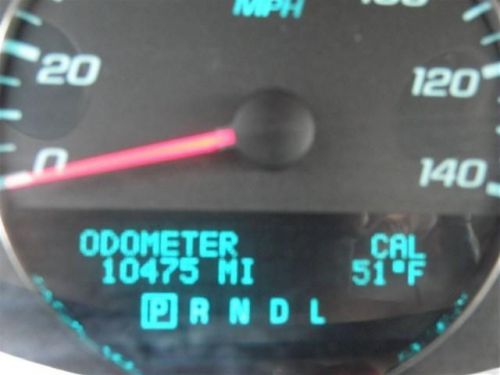 MPH
20
120
0
140
ODOMETER CAL
10475 MI 51°F
P R N D L